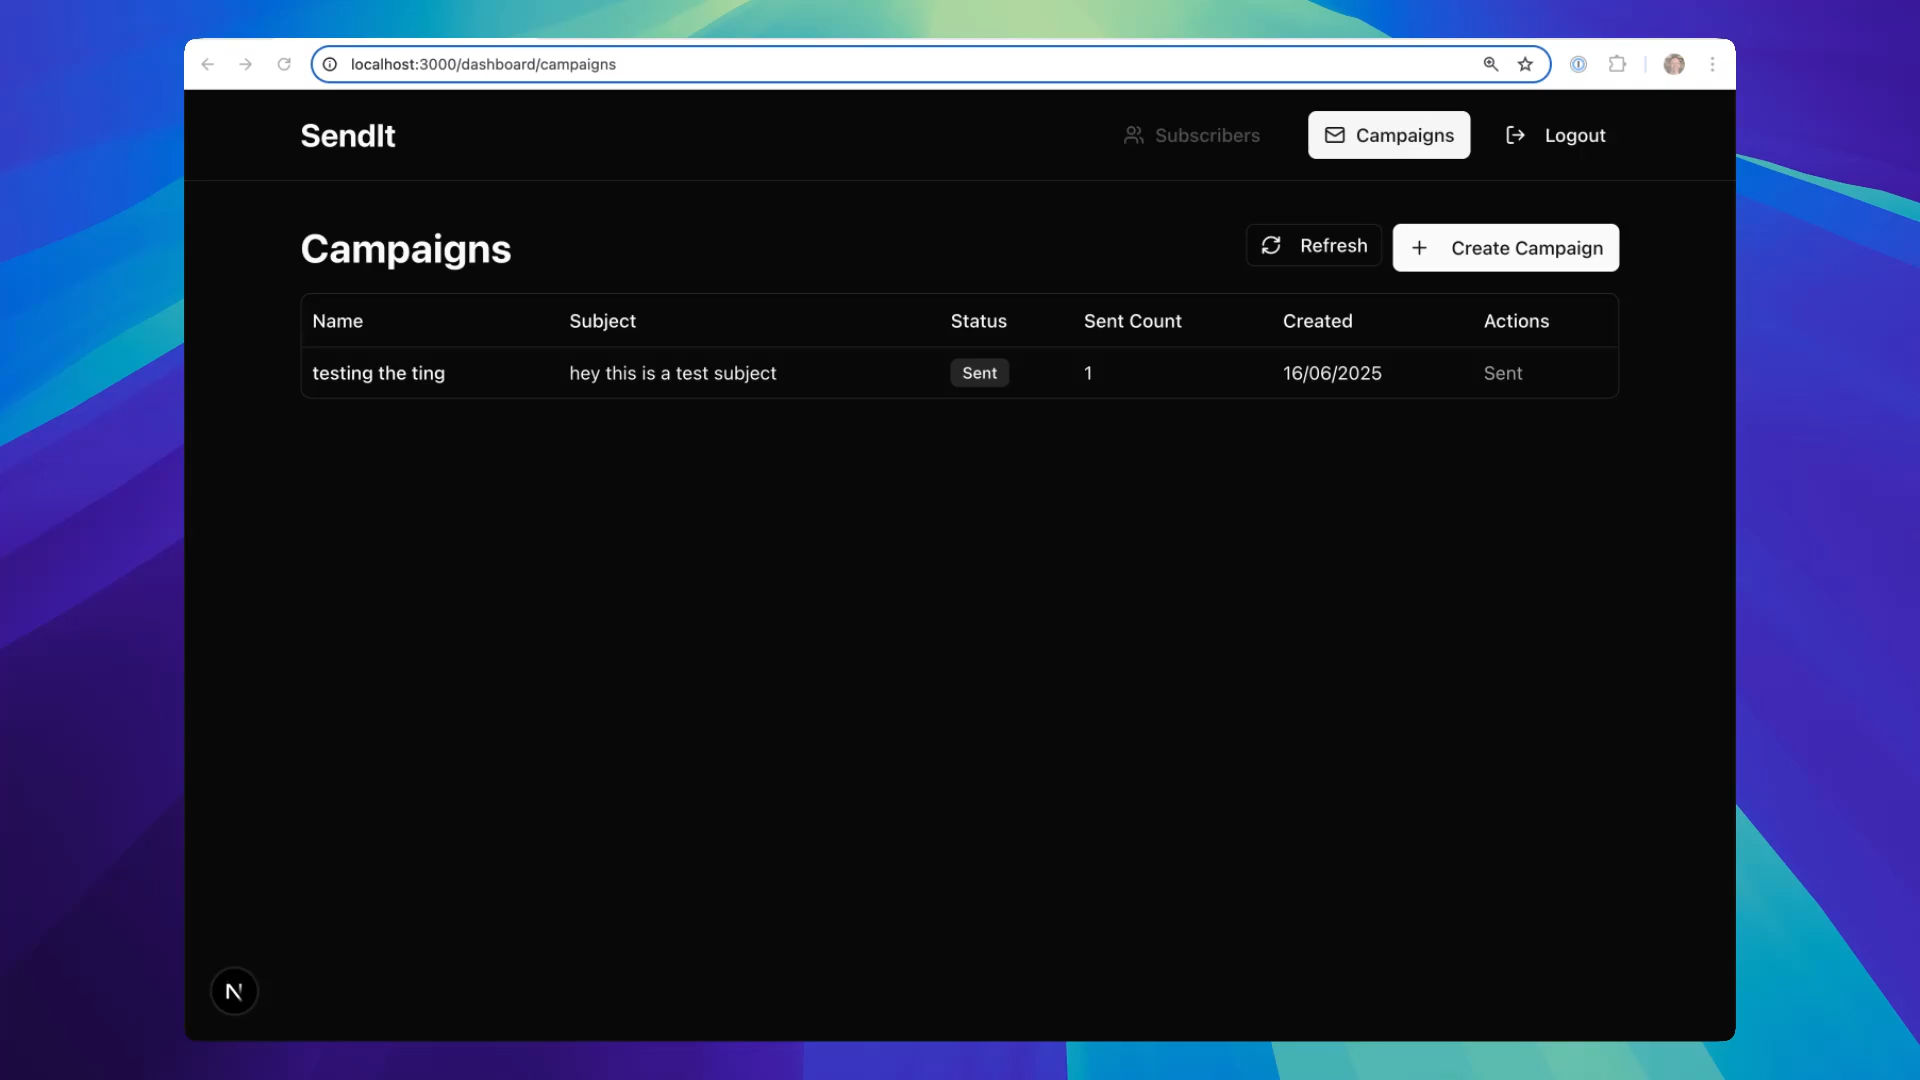 localhost:3000/dashboard/campaigns
SendIt
Subscribers
Campaigns
Logout
Campaigns
Refresh
+ Create Campaign
Name Subject Status Sent Count Created Actions
testing the ting hey this is a test subject Sent 1 16/06/2025 Sent
N